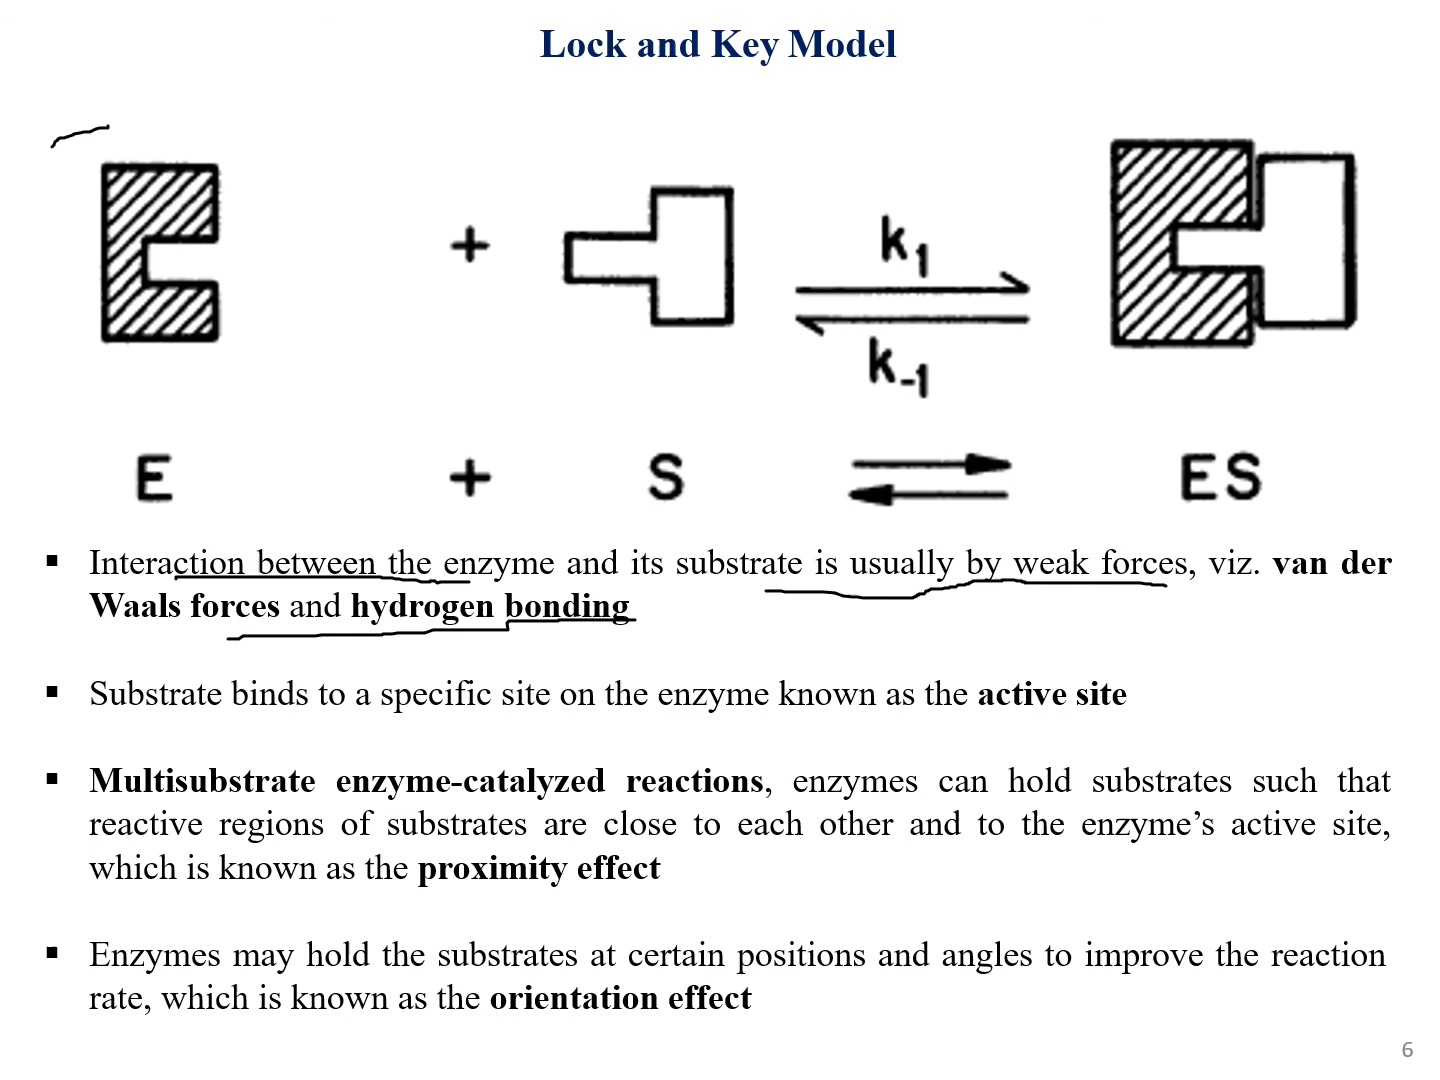 Lock and Key Model
+
k1
k-1
E + S ES
▪ Interaction between the enzyme and its substrate is usually by weak forces, viz. van der
Waals forces and hydrogen bonding
▪ Substrate binds to a specific site on the enzyme known as the active site
▪ Multisubstrate enzyme-catalyzed reactions, enzymes can hold substrates such that
reactive regions of substrates are close to each other and to the enzyme’s active site,
which is known as the proximity effect
▪ Enzymes may hold the substrates at certain positions and angles to improve the reaction
rate, which is known as the orientation effect
6